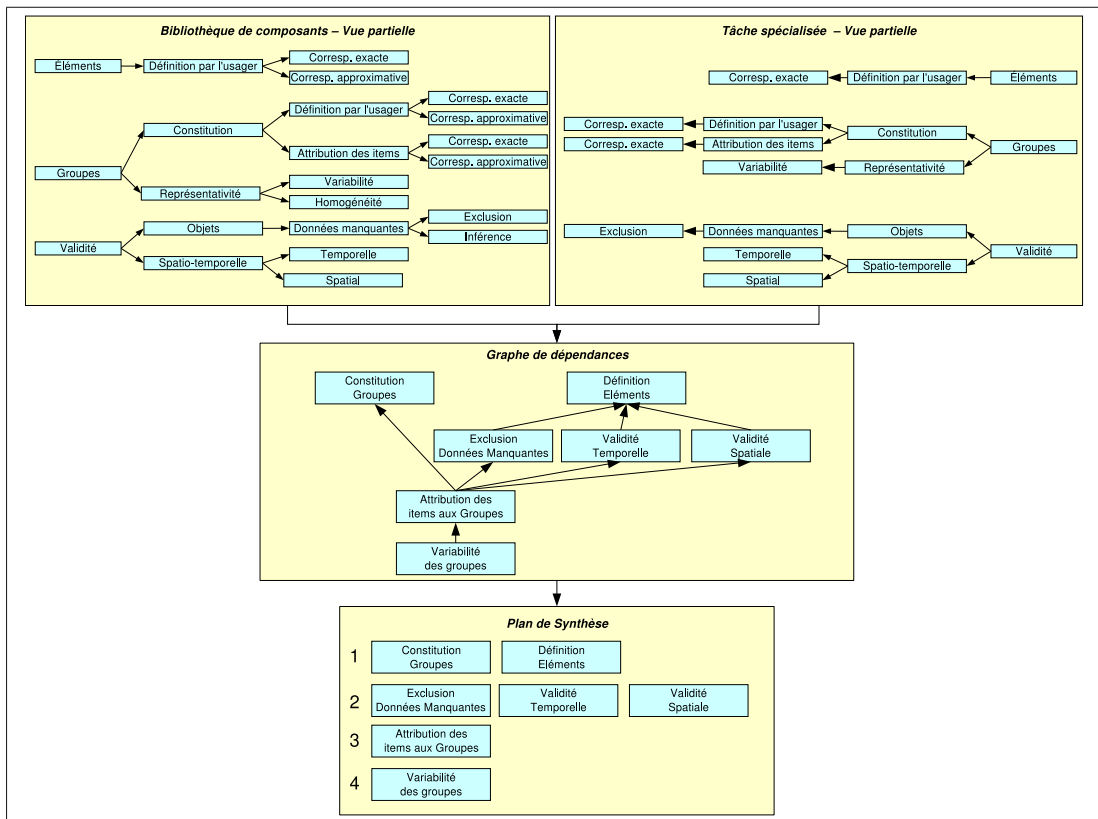 Bibliothèque de composants – Vue partielle
Éléments
Définition par l'usager
Corresp. exacte
Corresp. approximative
Groupes
Constitution
Définition par l'usager
Corresp. exacte
Corresp. approximative
Attribution des items
Corresp. exacte
Corresp. approximative
Représentativité
Variabilité
Homogénéité
Validité
Objets
Données manquantes
Exclusion
Inférence
Spatio-temporelle
Temporelle
Spatial
Tâche spécialisée – Vue partielle
Corresp. exacte
Définition par l'usager
Éléments
Corresp. exacte
Définition par l'usager
Corresp. exacte
Attribution des items
Constitution
Groupes
Variabilité
Représentativité
Exclusion
Données manquantes
Objets
Validité
Temporelle
Spatio-temporelle
Spatial
Graphe de dépendances
Constitution
Groupes
Définition
Eléments
Exclusion
Données Manquantes
Validité
Temporelle
Validité
Spatiale
Attribution des
items aux Groupes
Variabilité
des groupes
Plan de Synthèse
1
Constitution
Groupes
Définition
Eléments
2
Exclusion
Données Manquantes
Validité
Temporelle
Validité
Spatiale
3
Attribution des
items aux Groupes
4
Variabilité
des groupes